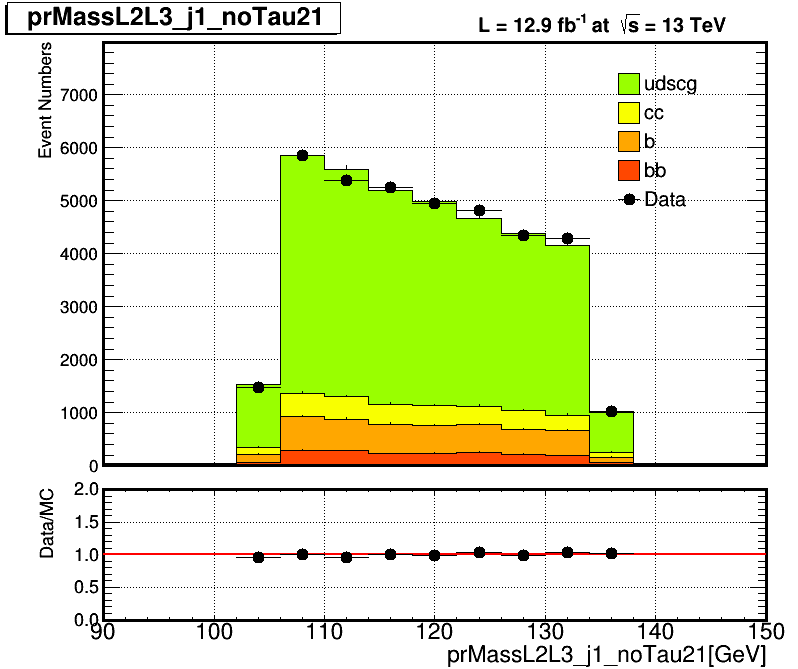 prMassL2L3_j1_noTau21
L = 12.9 fb-1 at √s = 13 TeV
Event Numbers
7000
6000
5000
4000
3000
2000
1000
0
udscg
cc
b
bb
Data
Data/MC
2.0
1.5
1.0
0.5
0.0
90 100 110 120 130 140 150
prMassL2L3_j1_noTau21[GeV]